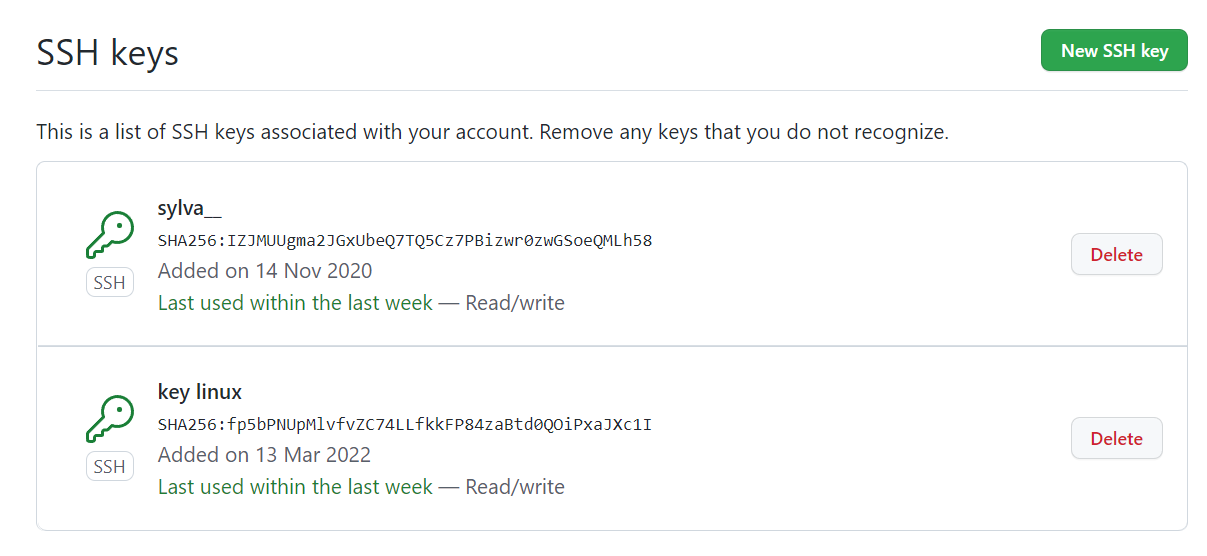 SSH keys
New SSH key
This is a list of SSH keys associated with your account. Remove any keys that you do not recognize.
sylva__
SHA256:IZJMUUgma2JGxUbeQ7TQ5Cz7PBizwr0zwGSoeQMLh58
Added on 14 Nov 2020
Last used within the last week — Read/write
SSH
Delete
key linux
SHA256:fp5bPNUpMlvfvZC74LLfkkFP84zaBtd0QOiPxaJXc1I
Added on 13 Mar 2022
Last used within the last week — Read/write
SSH
Delete